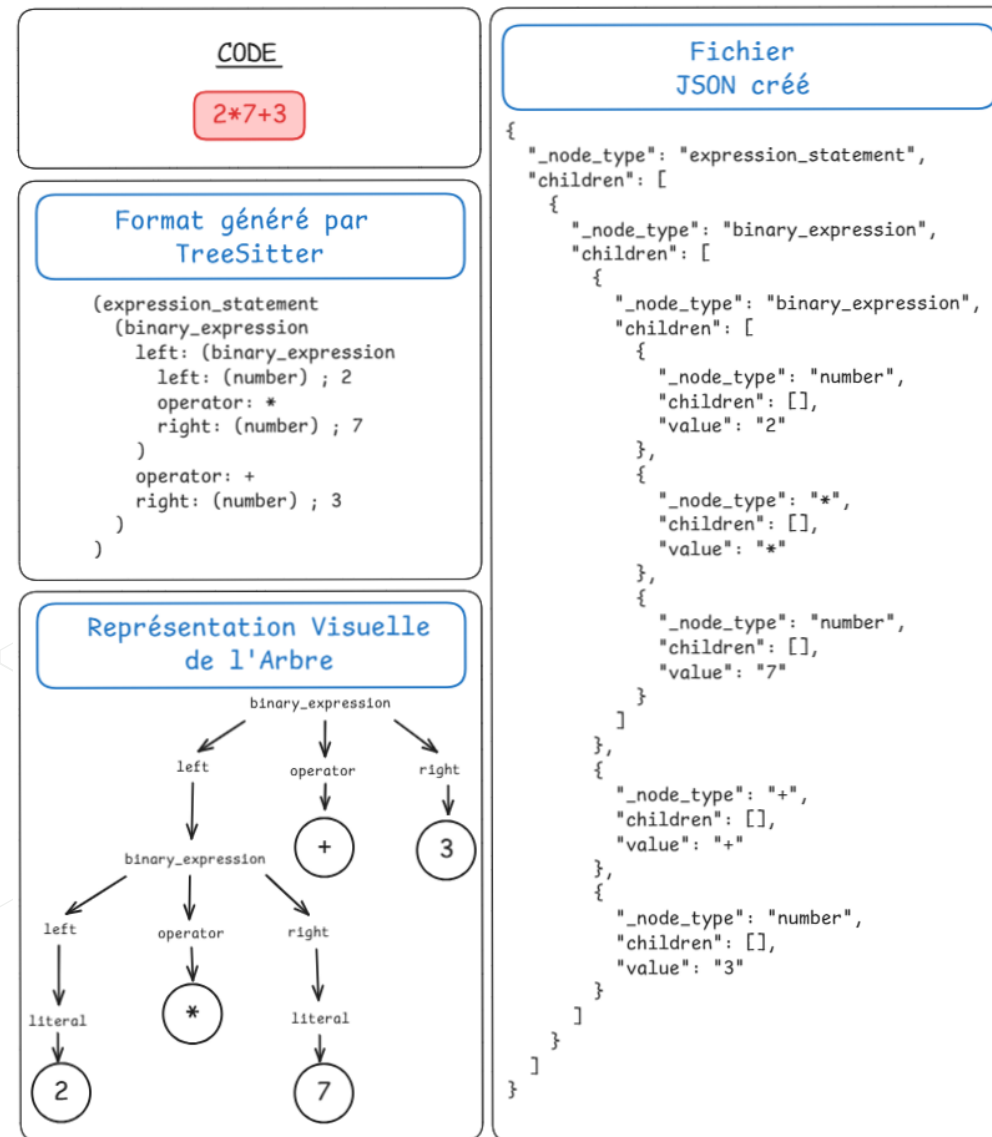 CODE
2*7+3
Format généré par
TreeSitter
(expression_statement
(binary_expression
left: (binary_expression
left: (number) ; 2
operator: *
right: (number) ; 7
)
operator: +
right: (number) ; 3
)
)
Représentation Visuelle
de l'Arbre
binary_expression
left operator right
+ 3
binary_expression
left operator right
literal * literal
2 7
Fichier
JSON créé
{
"_node_type": "expression_statement",
"children": [
{
"_node_type": "binary_expression",
"children": [
{
"_node_type": "binary_expression",
"children": [
{
"_node_type": "number",
"children": [],
"value": "2"
},
{
"_node_type": "*",
"children": [],
"value": "*"
},
{
"_node_type": "number",
"children": [],
"value": "7"
}
]
},
{
"_node_type": "+",
"children": [],
"value": "+"
},
{
"_node_type": "number",
"children": [],
"value": "3"
}
]
}
]
}